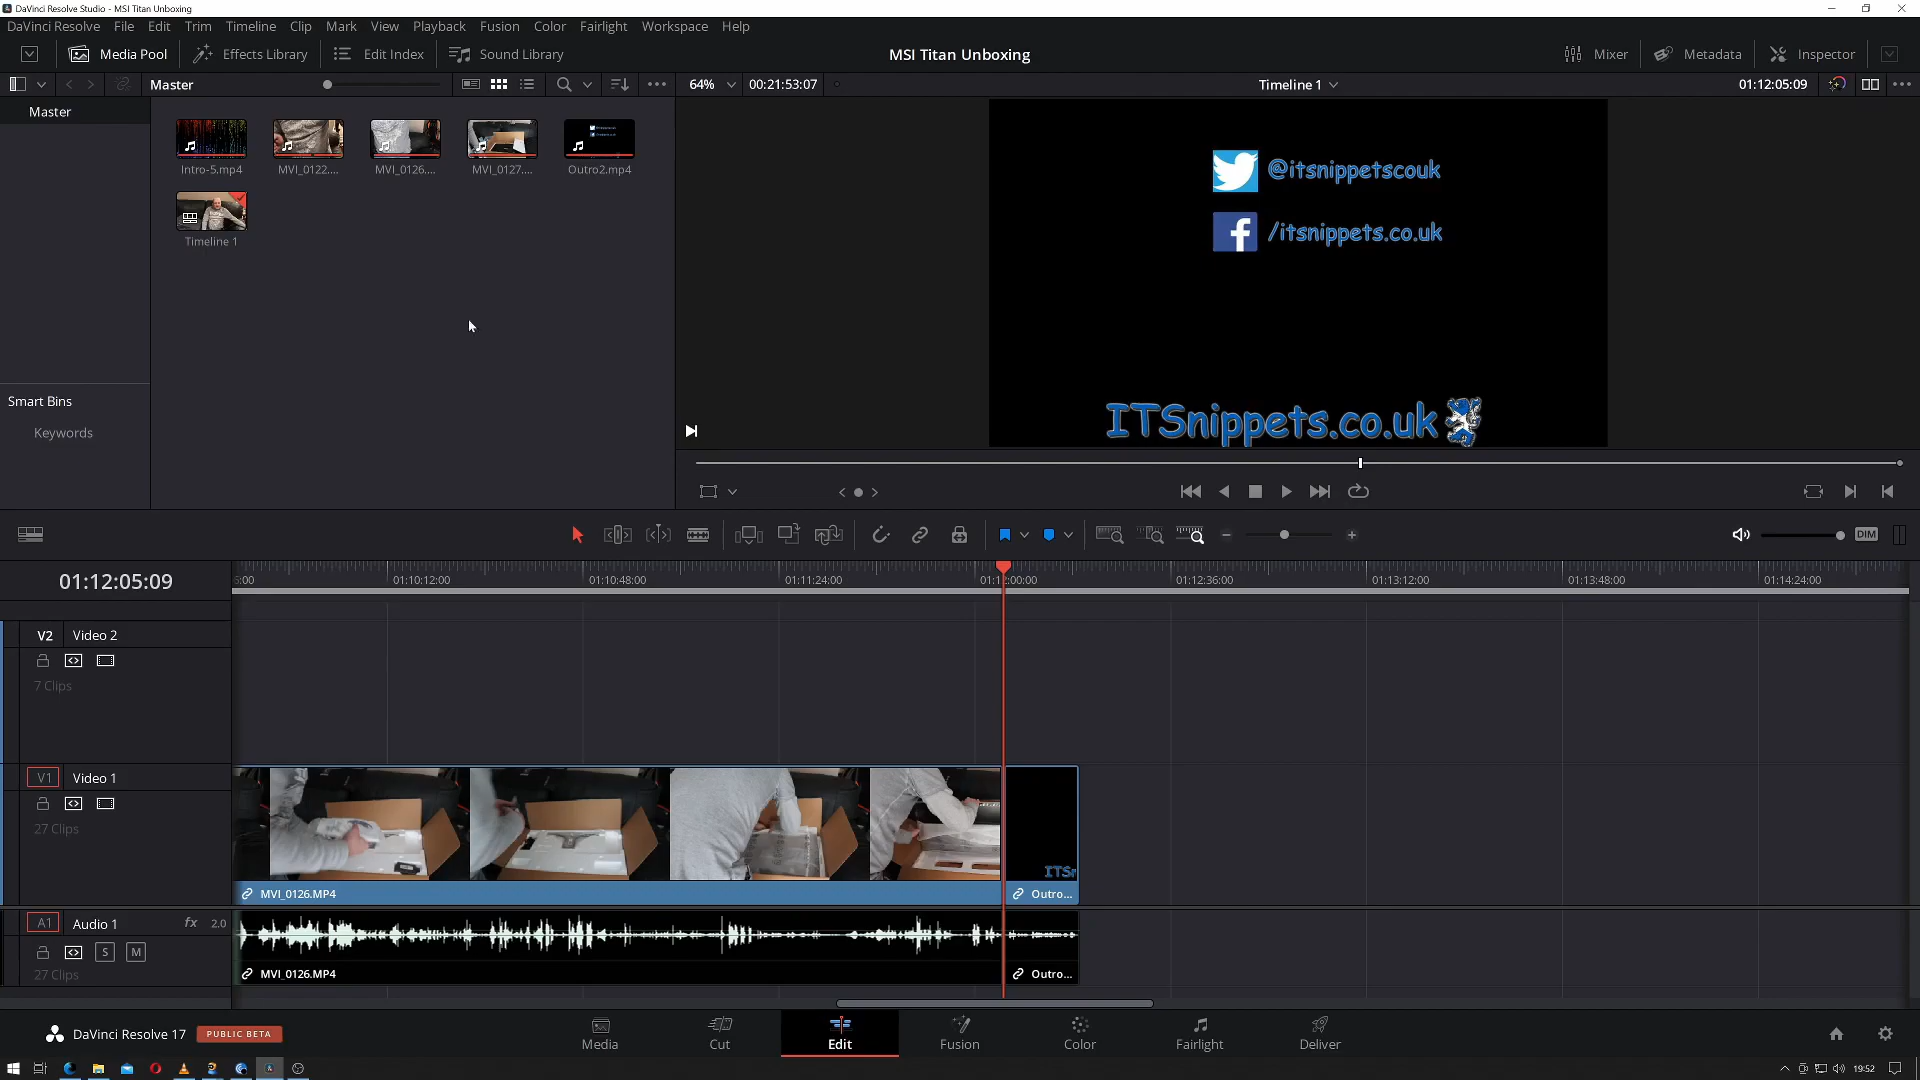 DaVinci Resolve Studio - MSI Titan Unboxing
DaVinci Resolve File Edit Trim Timeline Clip Mark View Playback Fusion Color Fairlight Workspace Help
Media Pool Effects Library Edit Index Sound Library MSI Titan Unboxing Mixer Metadata Inspector
Master 64% 00:21:53:07 Timeline 1 01:12:05:09
Master
Intro-5.mp4 MVI_0122.... MVI_0126.... MVI_0127.... Outro2.mp4
Timeline 1
@itsnippetscouk
/itsnippets.co.uk
ITSnippets.co.uk
Smart Bins
Keywords
DIM
01:12:05:09
5:00 01:10:12:00 01:10:48:00 01:11:24:00 01:12:00:00 01:12:36:00 01:13:12:00 01:13:48:00 01:14:24:00
V2 Video 2
7 Clips
V1 Video 1
27 Clips
ITSn
MVI_0126.MP4 Outro...
A1 Audio 1 fx 2.0
S M
27 Clips
MVI_0126.MP4 Outro...
DaVinci Resolve 17 PUBLIC BETA
Media Cut Edit Fusion Color Fairlight Deliver
19:52